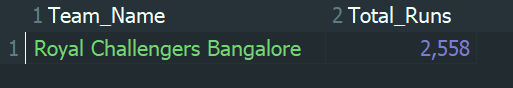 1 Team_Name 2 Total_Runs
1 Royal Challengers Bangalore 2,558